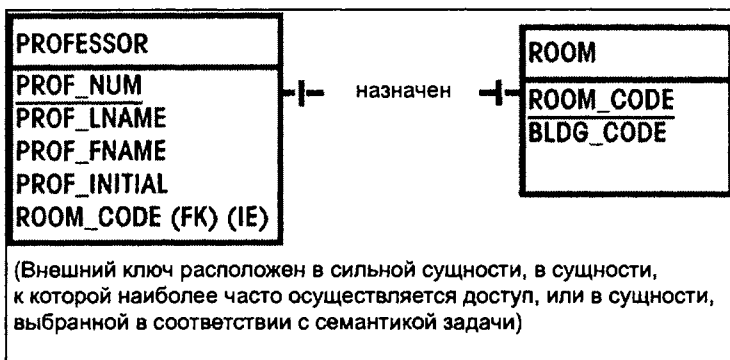 PROFESSOR
PROF_NUM
PROF_LNAME
PROF_FNAME
PROF_INITIAL
ROOM_CODE (FK) (IE)
назначен
ROOM
ROOM_CODE
BLDG_CODE
(Внешний ключ расположен в сильной сущности, в сущности,
к которой наиболее часто осуществляется доступ, или в сущности,
выбранной в соответствии с семантикой задачи)